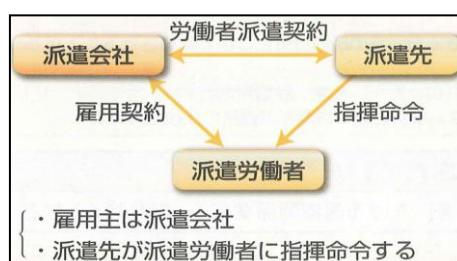 労働者派遣契約
派遣会社
派遣先
雇用契約
指揮命令
派遣労働者
・雇用主は派遣会社
・派遣先が派遣労働者に指揮命令する